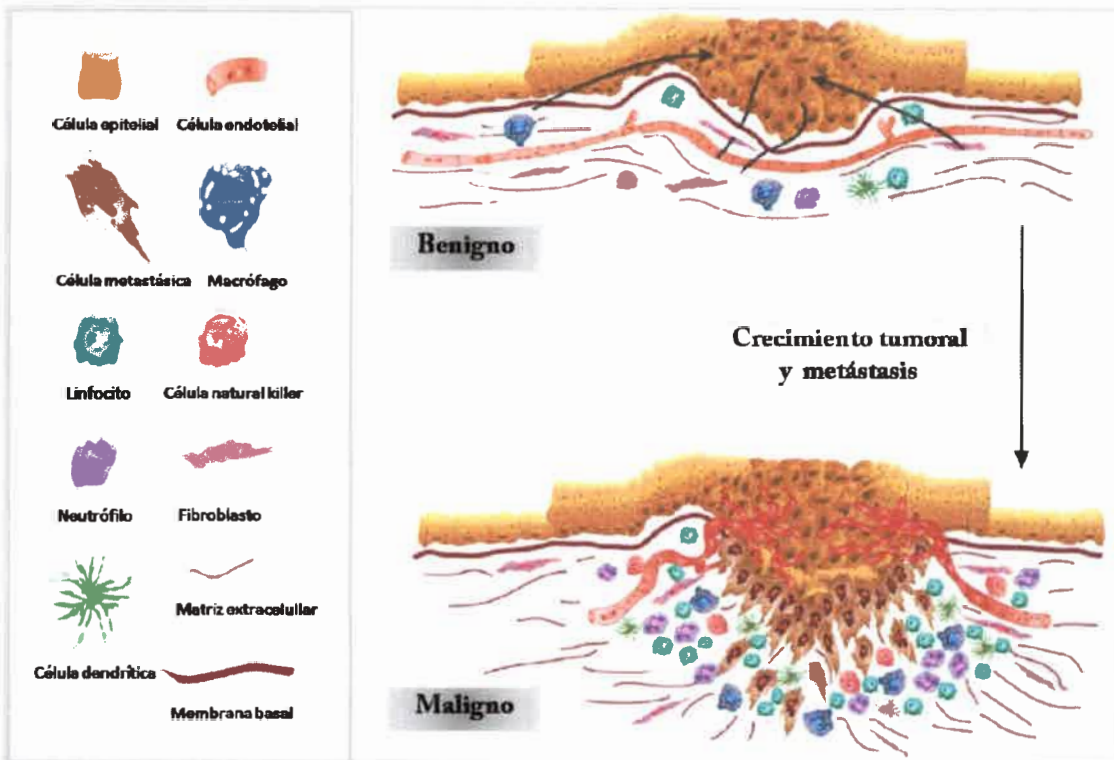 Célula epitelial Célula endotelial
Célula metastásica Macrófago
Linfocito Célula natural killer
Neutrófilo Fibroblasto
Matriz extracelullar
Célula dendrítica
Membrana basal
Benigno
Crecimiento tumoral
y metástasis
Maligno